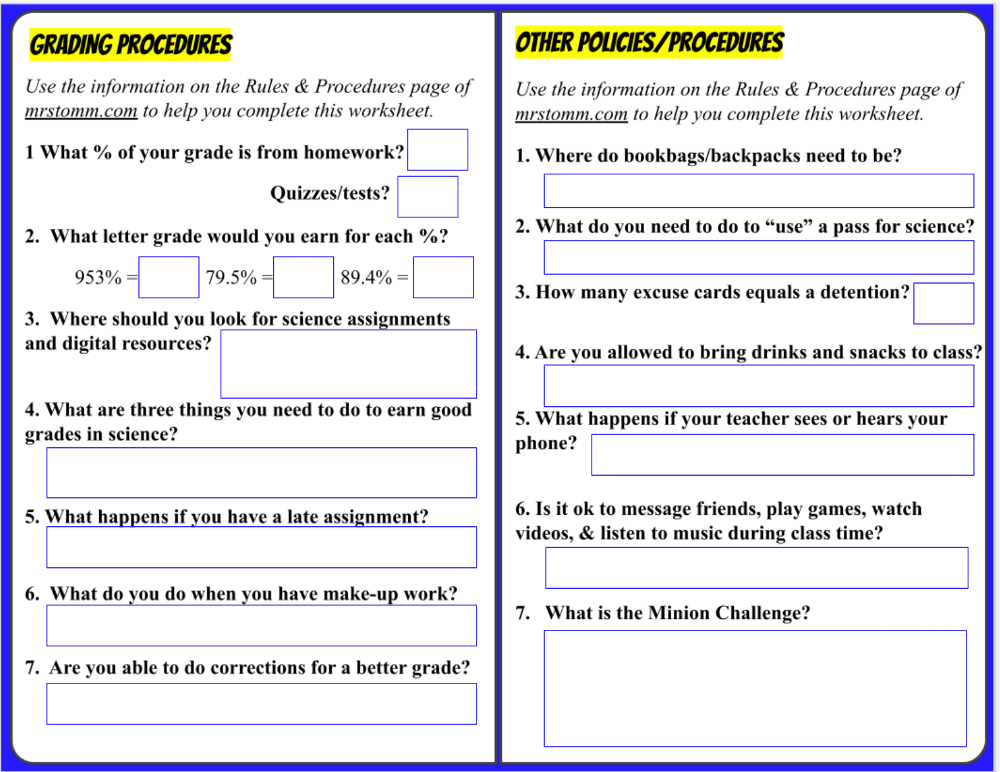 GRADING PROCEDURES
Use the information on the Rules & Procedures page of
mrstomm.com to help you complete this worksheet.
1 What % of your grade is from homework?
Quizzes/tests?
2. What letter grade would you earn for each %?
953% = 79.5% = 89.4% =
3. Where should you look for science assignments
and digital resources?
4. What are three things you need to do to earn good
grades in science?
5. What happens if you have a late assignment?
6. What do you do when you have make-up work?
7. Are you able to do corrections for a better grade?
OTHER POLICIES/PROCEDURES
Use the information on the Rules & Procedures page of
mrstomm.com to help you complete this worksheet.
1. Where do bookbags/backpacks need to be?
2. What do you need to do to “use” a pass for science?
3. How many excuse cards equals a detention?
4. Are you allowed to bring drinks and snacks to class?
5. What happens if your teacher sees or hears your
phone?
6. Is it ok to message friends, play games, watch
videos, & listen to music during class time?
7. What is the Minion Challenge?